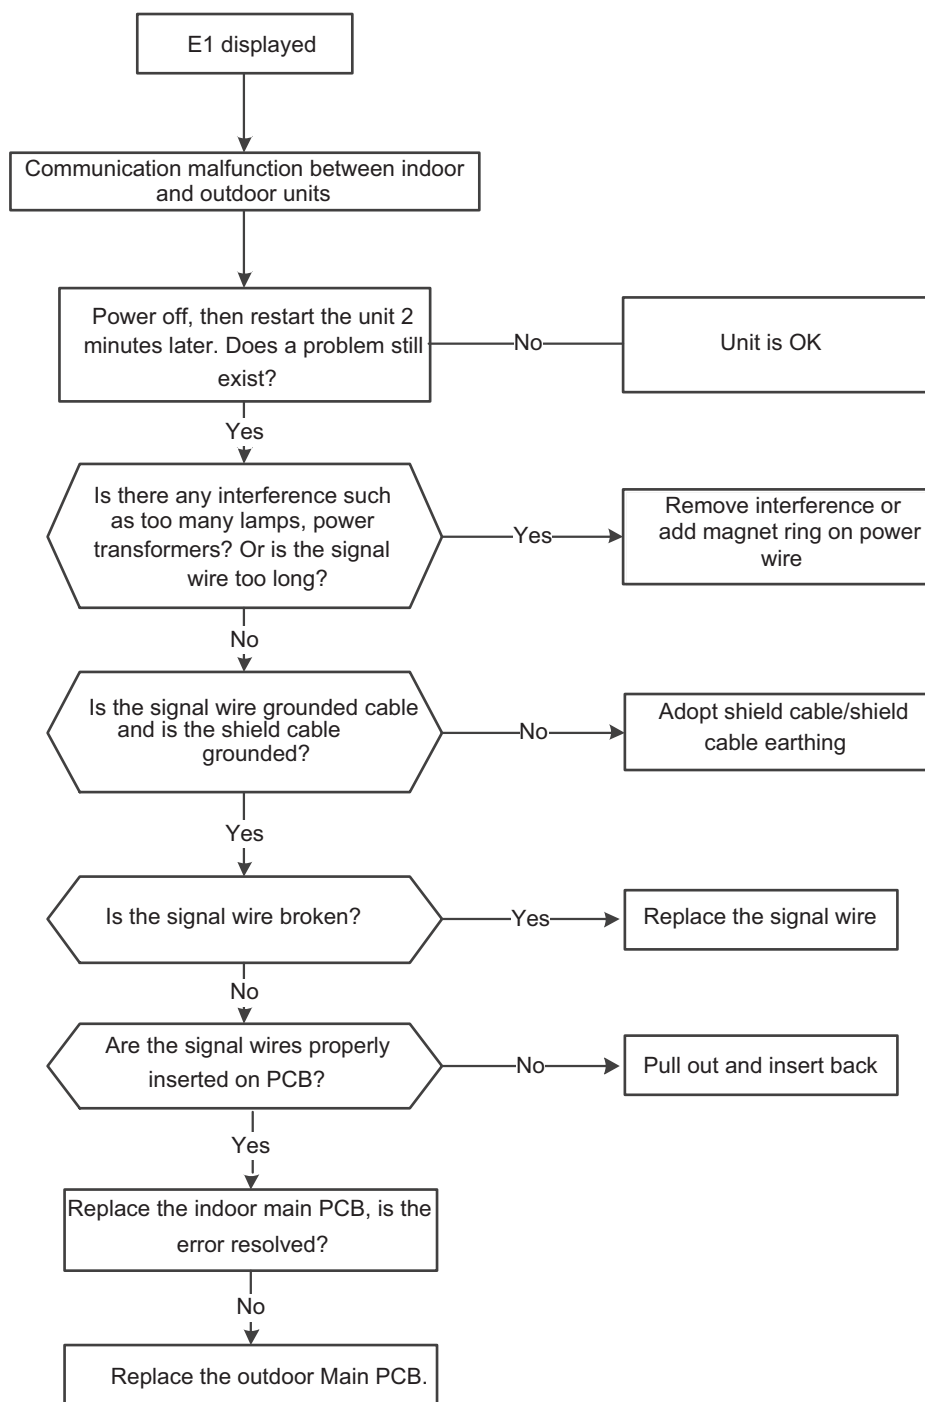 E1 displayed
Communication malfunction between indoor
and outdoor units
Power off, then restart the unit 2
minutes later. Does a problem still
exist?
No
Unit is OK
Yes
Is there any interference such
as too many lamps, power
transformers? Or is the signal
wire too long?
Yes
Remove interference or
add magnet ring on power
wire
No
Is the signal wire grounded cable
and is the shield cable
grounded?
No
Adopt shield cable/shield
cable earthing
Yes
Is the signal wire broken?
Yes
Replace the signal wire
No
Are the signal wires properly
inserted on PCB?
No
Pull out and insert back
Yes
Replace the indoor main PCB, is the
error resolved?
No
Replace the outdoor Main PCB.